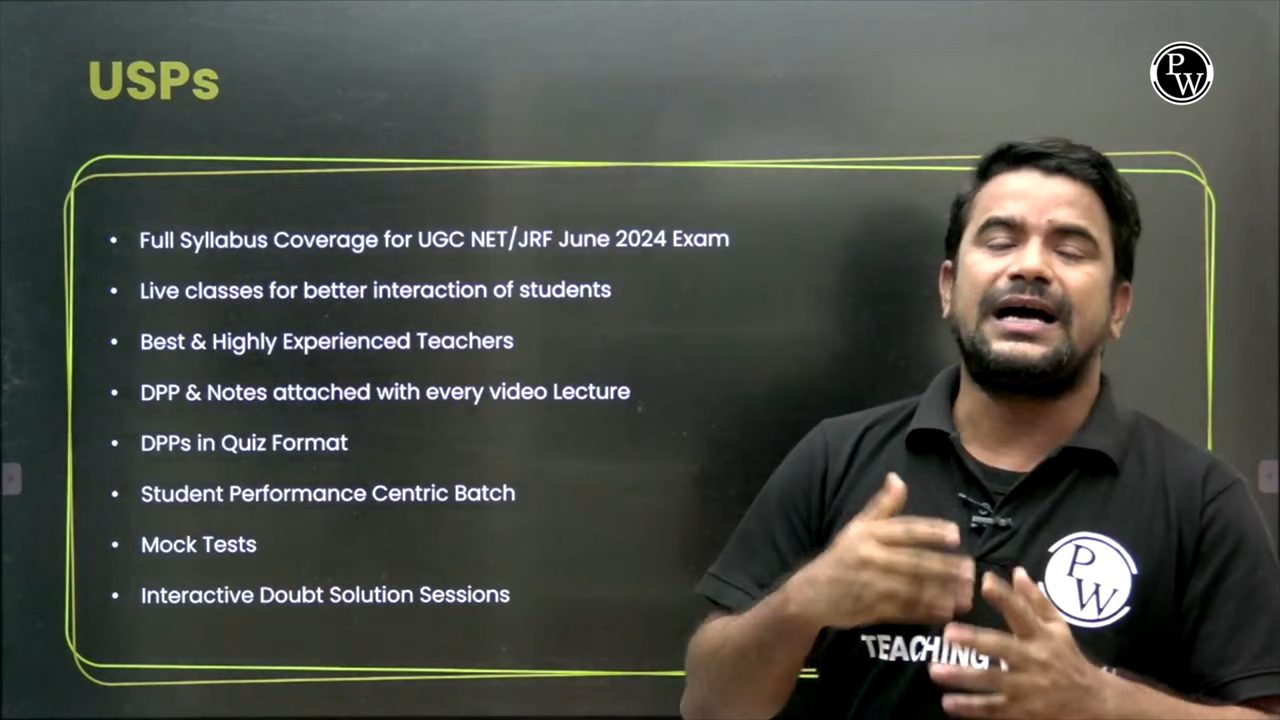 USPs
PW
• Full Syllabus Coverage for UGC NET/JRF June 2024 Exam
• Live classes for better interaction of students
• Best & Highly Experienced Teachers
• DPP & Notes attached with every video Lecture
• DPPs in Quiz Format
• Student Performance Centric Batch
• Mock Tests
• Interactive Doubt Solution Sessions
PW
TEACHING